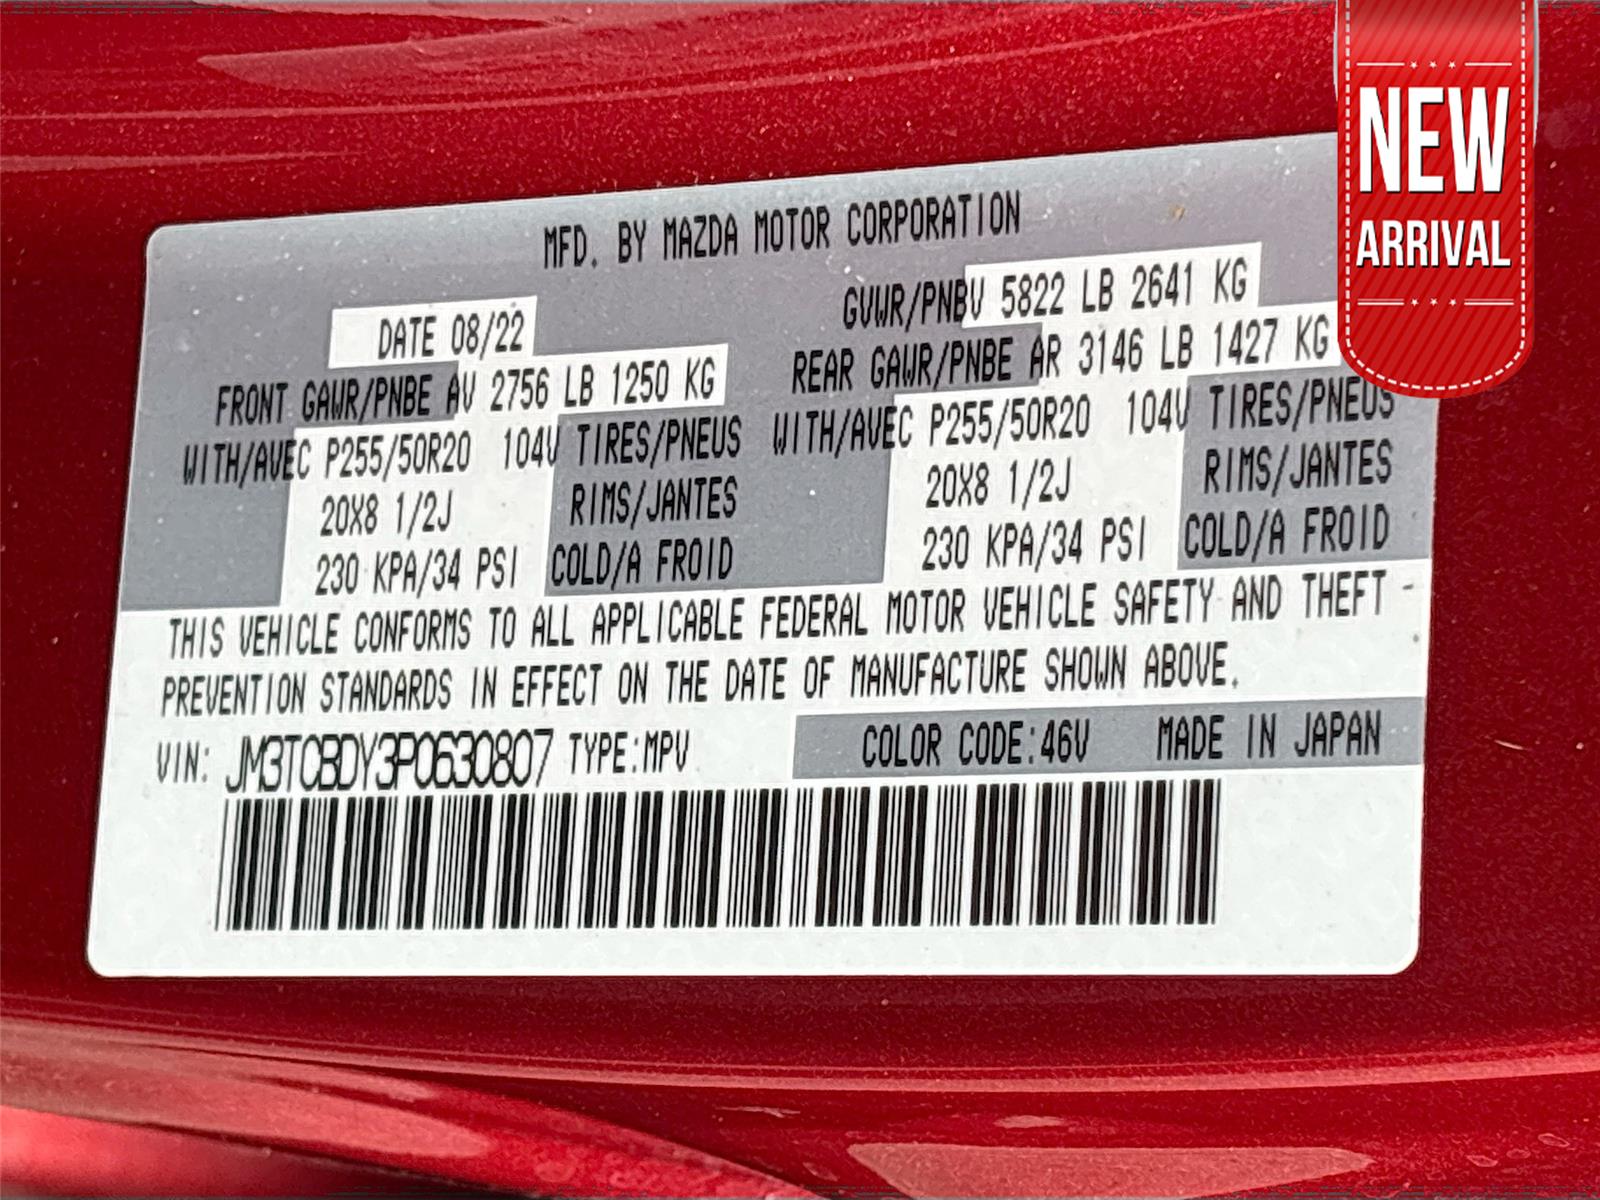 NEW
ARRIVAL
MFD. BY MAZDA MOTOR CORPORATION
DATE 08/22
GVWR/PNBV 5822 LB 2641 KG
FRONT GAWR/PNBE AV 2756 LB 1250 KG
REAR GAWR/PNBE AR 3146 LB 1427 KG
WITH/AVEC P255/50R20 104V TIRES/PNEUS
WITH/AVEC P255/50R20 104V TIRES/PNEUS
20X8 1/2J RIMS/JANTES
20X8 1/2J RIMS/JANTES
230 KPA/34 PSI COLD/A FROID
230 KPA/34 PSI COLD/A FROID
THIS VEHICLE CONFORMS TO ALL APPLICABLE FEDERAL MOTOR VEHICLE SAFETY AND THEFT
PREVENTION STANDARDS IN EFFECT ON THE DATE OF MANUFACTURE SHOWN ABOVE.
VIN: JM3TCBDY3P0630807 TYPE:MPV
COLOR CODE:46V MADE IN JAPAN